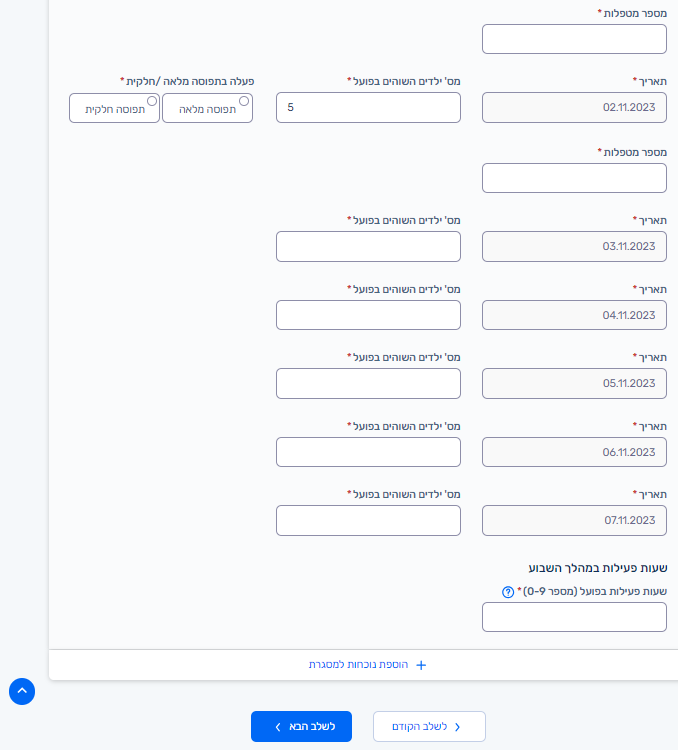 מספר מטפלות *
תאריך * מס' ילדים השוהים בפועל * פעלה בתפוסה מלאה /חלקית *
02.11.2023 5 תפוסה מלאה תפוסה חלקית
מספר מטפלות *
תאריך * מס' ילדים השוהים בפועל *
03.11.2023
תאריך * מס' ילדים השוהים בפועל *
04.11.2023
תאריך * מס' ילדים השוהים בפועל *
05.11.2023
תאריך * מס' ילדים השוהים בפועל *
06.11.2023
תאריך * מס' ילדים השוהים בפועל *
07.11.2023
שעות פעילות במהלך השבוע
שעות פעילות בפועל (מספר 0-9) * ?
+ הוספת נוכחות למסגרת
לשלב הקודם לשלב הבא